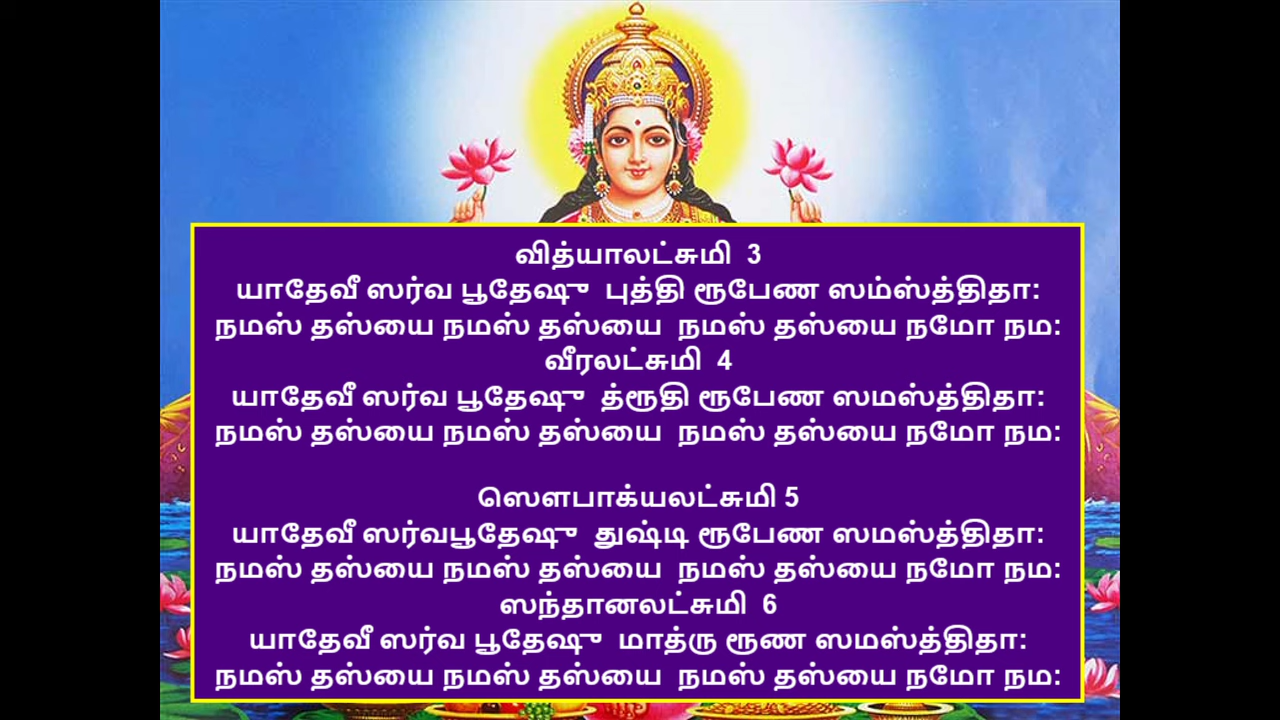 வித்யாலட்சுமி 3
யாதேவீ ஸர்வ பூதேஷு புத்தி ரூபேண ஸம்ஸ்த்திதா:
நமஸ் தஸ்யை நமஸ் தஸ்யை நமஸ் தஸ்யை நமோ நம:
வீரலட்சுமி 4
யாதேவீ ஸர்வ பூதேஷு த்ரூதி ரூபேண ஸமஸ்த்திதா:
நமஸ் தஸ்யை நமஸ் தஸ்யை நமஸ் தஸ்யை நமோ நம:
ஸௌபாக்யலட்சுமி 5
யாதேவீ ஸர்வபூதேஷு துஷ்டி ரூபேண ஸமஸ்த்திதா:
நமஸ் தஸ்யை நமஸ் தஸ்யை நமஸ் தஸ்யை நமோ நம:
ஸந்தானலட்சுமி 6
யாதேவீ ஸர்வ பூதேஷு மாத்ரு ரூண ஸமஸ்த்திதா:
நமஸ் தஸ்யை நமஸ் தஸ்யை நமஸ் தஸ்யை நமோ நம: